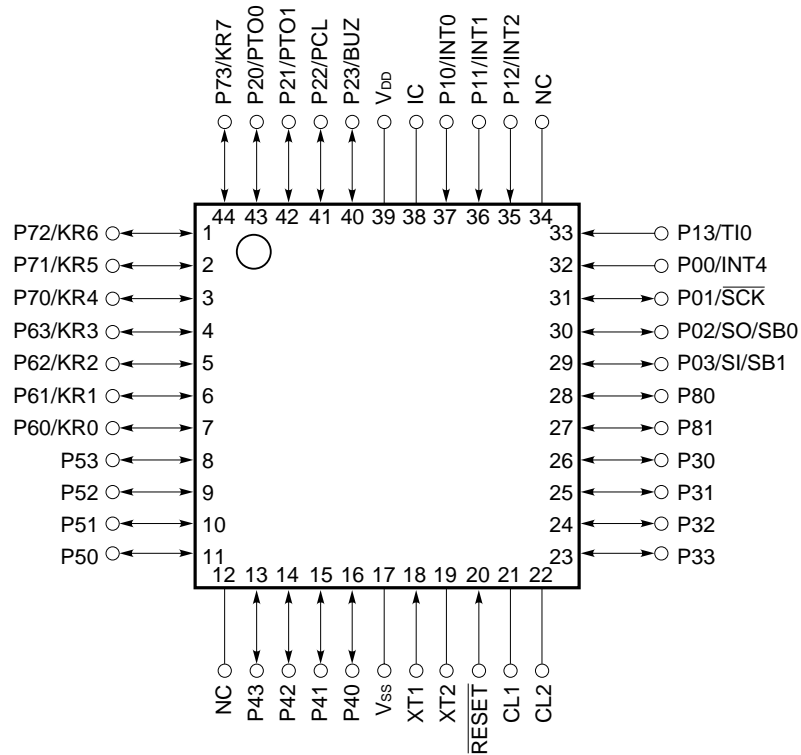 P73/KR7
P20/PTO0
P21/PTO1
P22/PCL
P23/BUZ
VDD
IC
P10/INT0
P11/INT1
P12/INT2
NC
44 43 42 41 40 39 38 37 36 35 34
P72/KR6 1 33 P13/TI0
P71/KR5 2 32 P00/INT4
P70/KR4 3 31 P01/S̅C̅K̅
P63/KR3 4 30 P02/SO/SB0
P62/KR2 5 29 P03/SI/SB1
P61/KR1 6 28 P80
P60/KR0 7 27 P81
P53 8 26 P30
P52 9 25 P31
P51 10 24 P32
P50 11 23 P33
12 13 14 15 16 17 18 19 20 21 22
NC
P43
P42
P41
P40
VSS
XT1
XT2
R̅E̅S̅E̅T̅
CL1
CL2